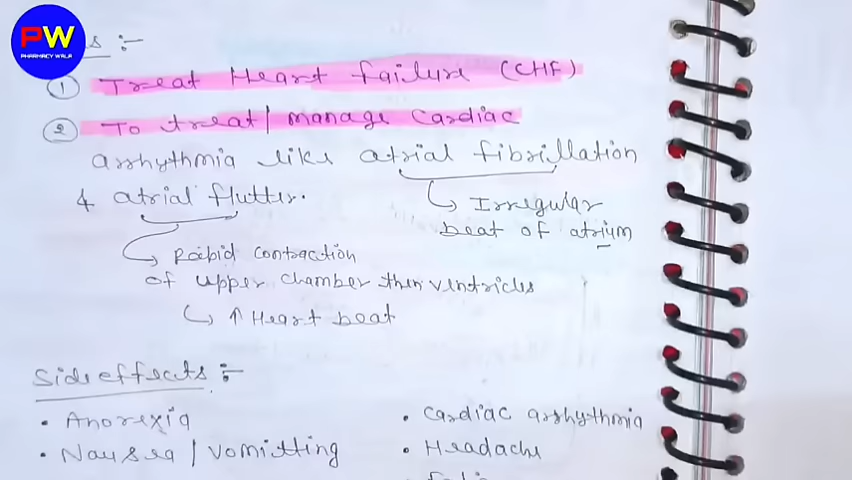 PW
PHARMACY WALA
s :-
① Treat Heart failure (CHF)
② To treat/manage Cardiac
arrhythmia like atrial fibrillation
& atrial flutter.
↳ Irregular
beat of atrium
↳ Rapid contraction
of upper chamber then ventricles
↳ ↑ Heart beat
Side effects :-
• Anorexia
• Nausea / vomitting
• Cardiac arrhythmia
• Headache